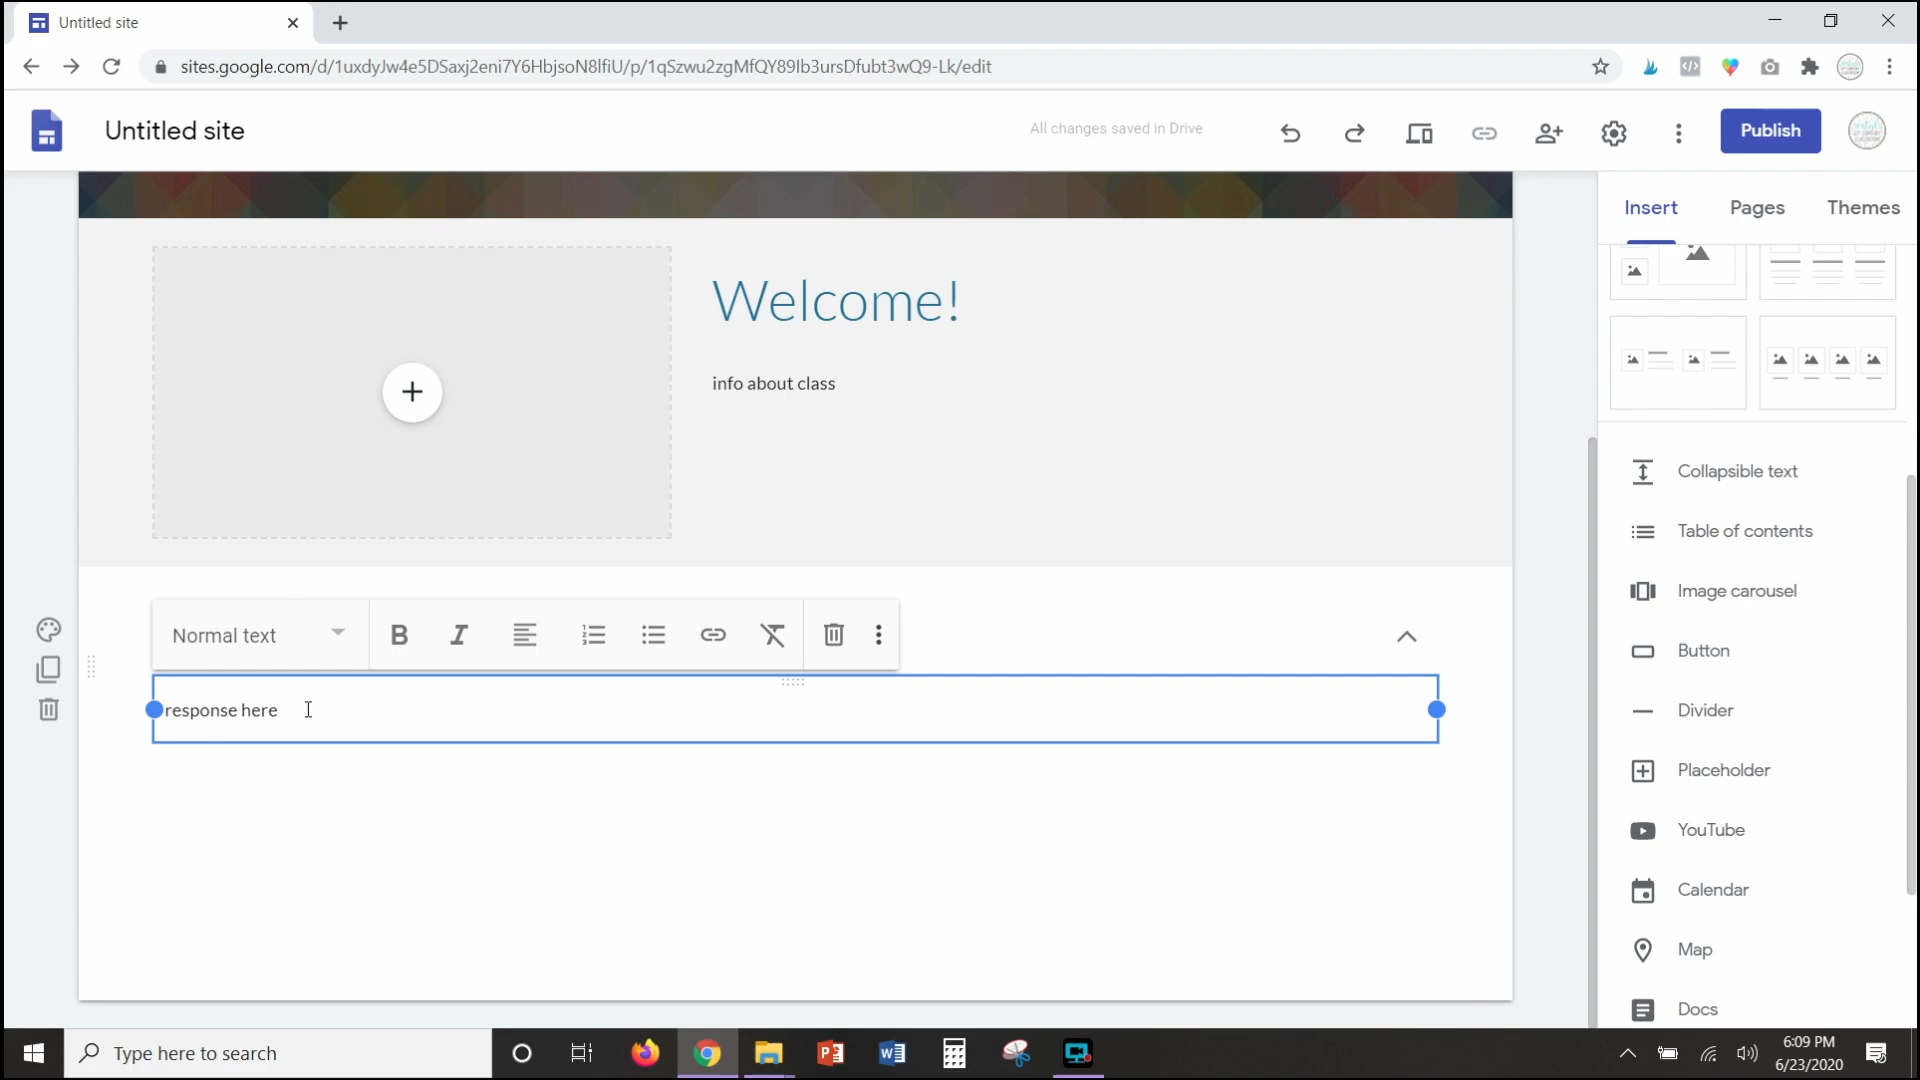 Untitled site
sites.google.com/d/1uxdyJw4e5DSaxj2eni7Y6HbjsoN8lfiU/p/1qSzwu2zgMfQY89Ib3ursDfubt3wQ9-Lk/edit
Untitled site
All changes saved in Drive
Publish
Insert Pages Themes
Welcome!
info about class
Normal text
response here
Collapsible text
Table of contents
Image carousel
Button
Divider
Placeholder
YouTube
Calendar
Map
Docs
Type here to search
6:09 PM
6/23/2020